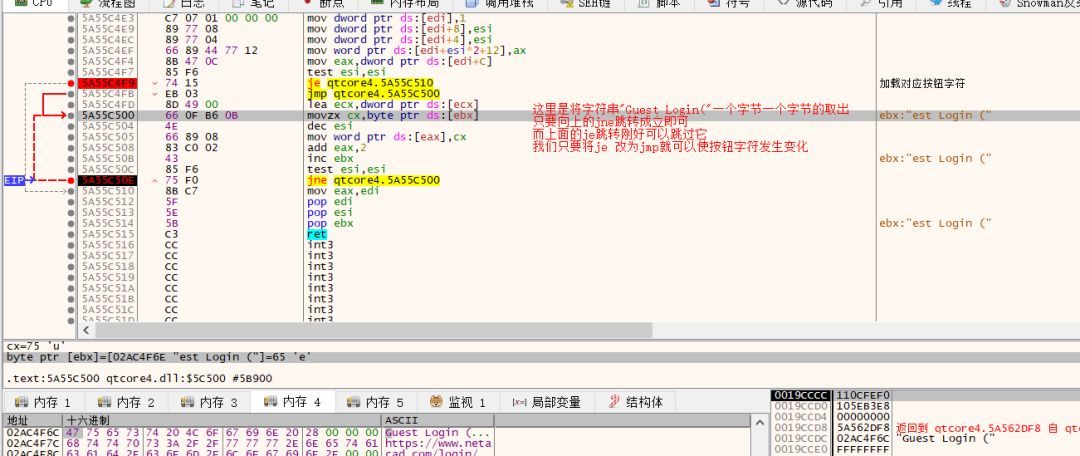 CPU 流程图 日志 笔记 断点 内存布局 调用堆栈 SEH链 脚本 符号 源代码 引用 线程 Snowman
5A55C4E3 C7 07 01 00 00 00 mov dword ptr ds:[edi],1
5A55C4E9 89 77 08 mov dword ptr ds:[edi+8],esi
5A55C4EC 89 77 04 mov dword ptr ds:[edi+4],esi
5A55C4EF 66 89 44 77 12 mov word ptr ds:[edi+esi*2+12],ax
5A55C4F4 8B 47 0C mov eax,dword ptr ds:[edi+C]
5A55C4F7 85 F6 test esi,esi
5A55C4F9 74 15 je qtcore4.5A55C510 加载对应按钮字符
5A55C4FB EB 03 jmp qtcore4.5A55C500
5A55C4FD 8D 49 00 lea ecx,dword ptr ds:[ecx]
5A55C500 66 0F B6 0B movzx cx,byte ptr ds:[ebx] ebx:"est Login ("
5A55C504 4E dec esi
5A55C505 66 89 08 mov word ptr ds:[eax],cx
5A55C508 83 C0 02 add eax,2
5A55C50B 43 inc ebx ebx:"est Login ("
5A55C50C 85 F6 test esi,esi
EIP 5A55C50E 75 F0 jne qtcore4.5A55C500
5A55C510 8B C7 mov eax,edi
5A55C512 5F pop edi
5A55C513 5E pop esi
5A55C514 5B pop ebx ebx:"est Login ("
5A55C515 C3 ret
5A55C516 CC int3
5A55C517 CC int3
5A55C518 CC int3
5A55C519 CC int3
5A55C51A CC int3
5A55C51B CC int3
5A55C51C CC int3
5A55C51D CC int3
这里是将字符串"Guest Login("一个字节一个字节的取出
只要向上的jne跳转成立即可
而上面的je跳转刚好可以跳过它
我们只要将je 改为jmp就可以使按钮字符发生变化
cx=75 'u'
byte ptr [ebx]=[02AC4F6E "est Login ("]=65 'e'
.text:5A55C500 qtcore4.dll:$5C500 #5B900
内存 1 内存 2 内存 3 内存 4 内存 5 监视 1 [x=] 局部变量 结构体
地址 十六进制 ASCII
02AC4F6C 47 75 65 73 74 20 4C 6F 67 69 6E 20 28 00 00 00 Guest Login (...
02AC4F7C 68 74 74 70 73 3A 2F 2F 77 77 77 2E 6E 65 74 61 https://www.neta
02AC4F8C 63 61 64 2E 63 6F 6D 2F 6C 6F 67 69 6E 2F 00 00 cad.com/login/
0019CCCC 110CFEF0
0019CCD0 105EB3E8
0019CCD4 00000000
0019CCD8 5A562DF8 返回到 qtcore4.5A562DF8 自 qtc
0019CCDC 02AC4F6C "Guest Login ("
0019CCE0 FFFFFFFF